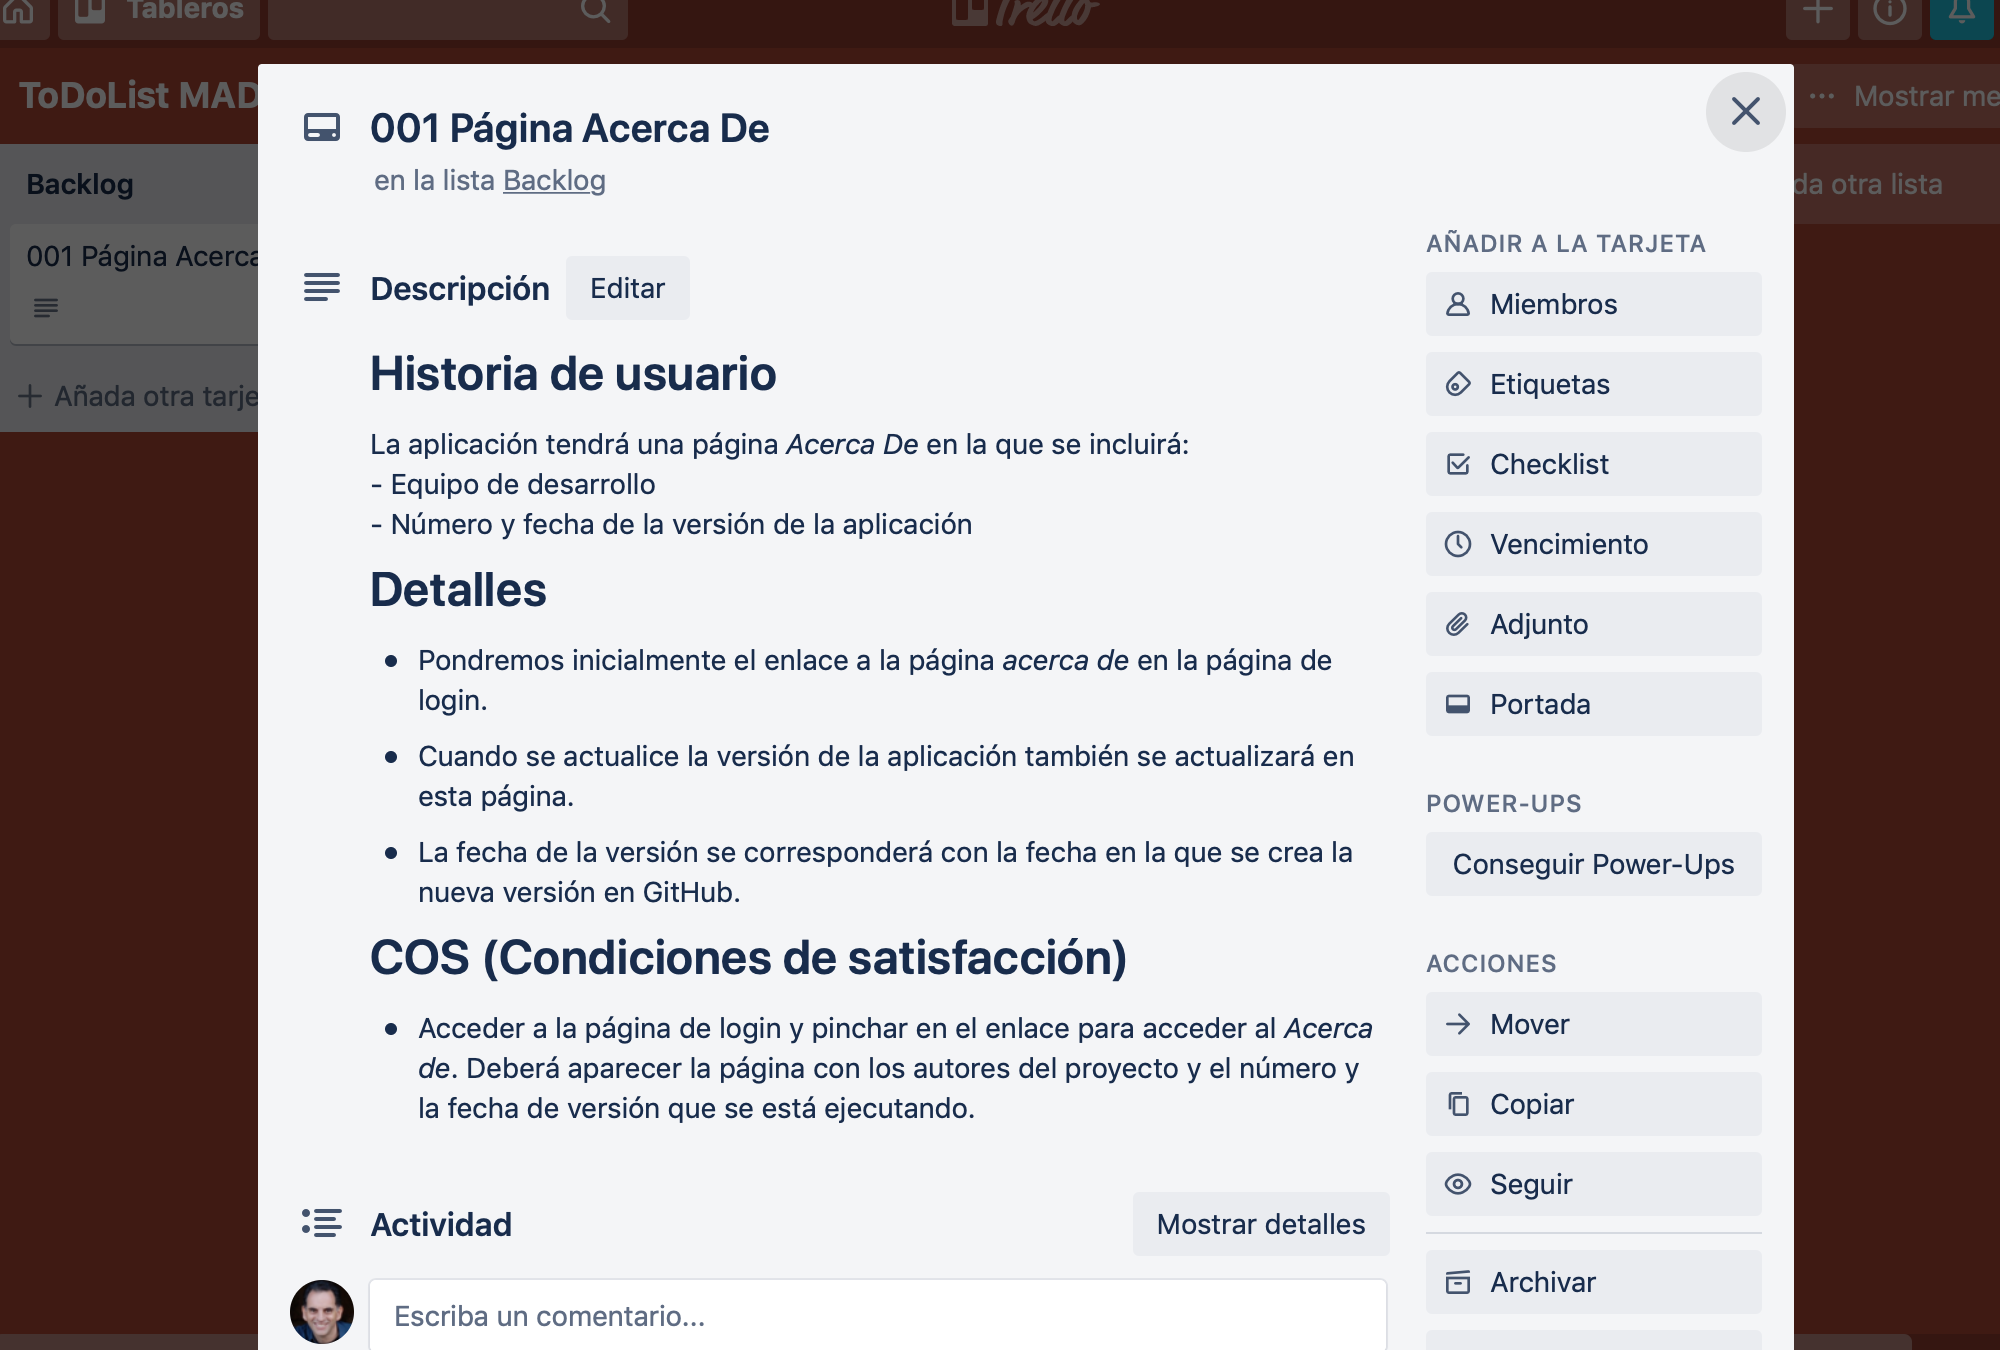 Tableros
Trello
ToDoList MAD
Mostrar me
Backlog
001 Página Acerca
Añada otra tarje
da otra lista
001 Página Acerca De
en la lista Backlog
Descripción
Editar
Historia de usuario
La aplicación tendrá una página Acerca De en la que se incluirá:
- Equipo de desarrollo
- Número y fecha de la versión de la aplicación
Detalles
• Pondremos inicialmente el enlace a la página acerca de en la página de
login.
• Cuando se actualice la versión de la aplicación también se actualizará en
esta página.
• La fecha de la versión se corresponderá con la fecha en la que se crea la
nueva versión en GitHub.
COS (Condiciones de satisfacción)
• Acceder a la página de login y pinchar en el enlace para acceder al Acerca
de. Deberá aparecer la página con los autores del proyecto y el número y
la fecha de versión que se está ejecutando.
Actividad
Mostrar detalles
Escriba un comentario...
AÑADIR A LA TARJETA
Miembros
Etiquetas
Checklist
Vencimiento
Adjunto
Portada
POWER-UPS
Conseguir Power-Ups
ACCIONES
Mover
Copiar
Seguir
Archivar